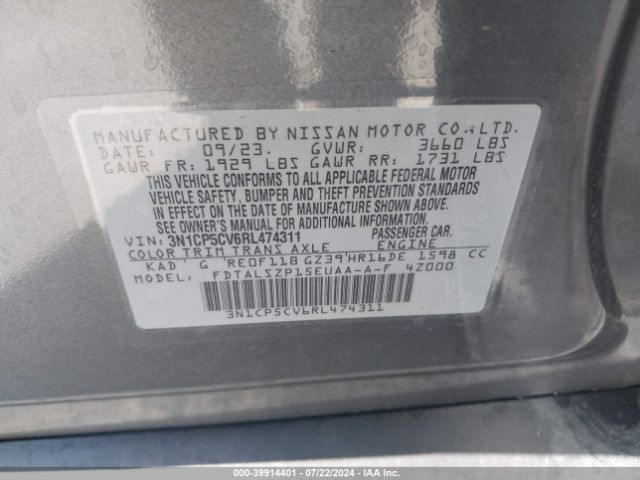 MANUFACTURED BY NISSAN MOTOR CO., LTD.
DATE: 09/23. GVWR: 3660 LBS
GAWR FR: 1929 LBS GAWR RR: 1731 LBS
THIS VEHICLE CONFORMS TO ALL APPLICABLE FEDERAL MOTOR
VEHICLE SAFETY, BUMPER, AND THEFT PREVENTION STANDARDS
IN EFFECT ON THE DATE OF MANUFACTURE SHOWN ABOVE.
SEE OWNER'S MANUAL FOR ADDITIONAL INFORMATION.
VIN: 3N1CP5CV6RL474311 PASSENGER CAR.
COLOR TRIM TRANS AXLE ENGINE
KAD G RE0F11B GZ39 HR16DE 1598 CC
MODEL: FDTALSZP15EUAA-A-F 4Z000
3N1CP5CV6RL474311
000-39914401 - 07/22/2024 - IAA Inc.